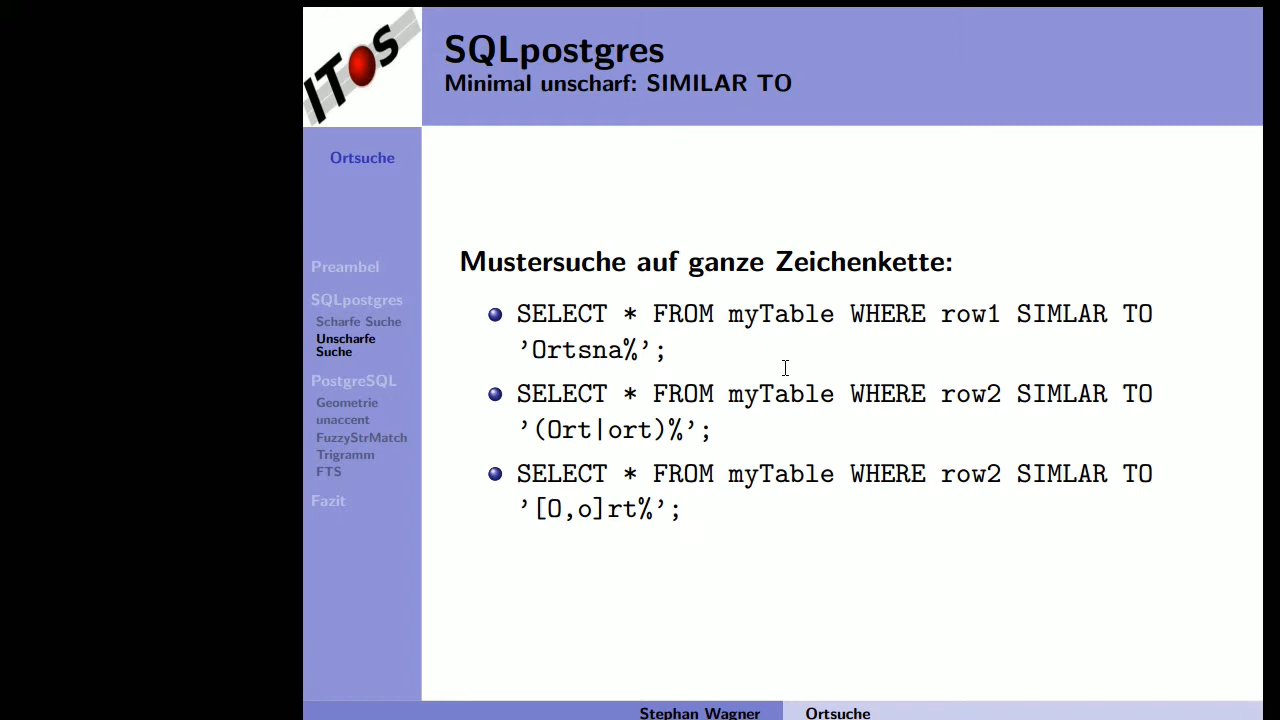 ITOS
SQLpostgres
Minimal unscharf: SIMILAR TO
Ortsuche
Preambel
SQLpostgres
Scharfe Suche
Unscharfe
Suche
PostgreSQL
Geometrie
unaccent
FuzzyStrMatch
Trigramm
FTS
Fazit
Mustersuche auf ganze Zeichenkette:
SELECT * FROM myTable WHERE row1 SIMLAR TO
’Ortsna%’;
SELECT * FROM myTable WHERE row2 SIMLAR TO
’(Ort|ort)%’;
SELECT * FROM myTable WHERE row2 SIMLAR TO
’[O,o]rt%’;
Stephan Wagner
Ortsuche